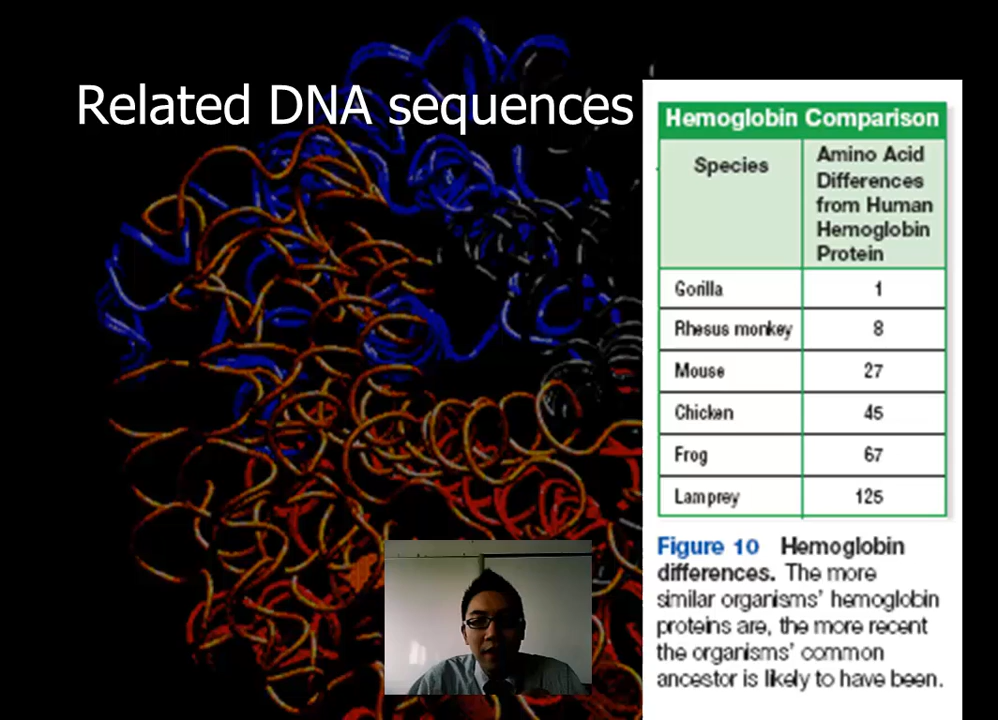 Related DNA sequences
Hemoglobin Comparison
Species
Amino Acid
Differences
from Human
Hemoglobin
Protein
Gorilla 1
Rhesus monkey 8
Mouse 27
Chicken 45
Frog 67
Lamprey 125
Figure 10 Hemoglobin
differences. The more
similar organisms' hemoglobin
proteins are, the more recent
the organisms' common
ancestor is likely to have been.